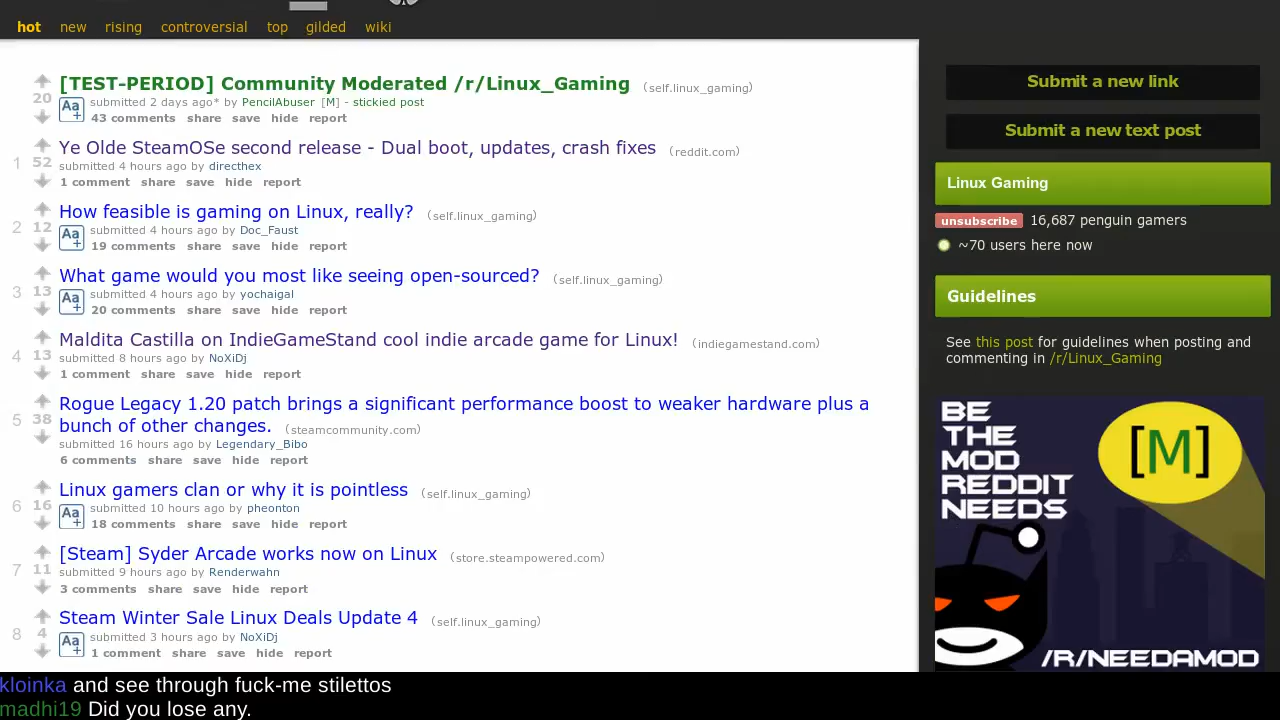 hot new rising controversial top gilded wiki
[TEST-PERIOD] Community Moderated /r/Linux_Gaming (self.linux_gaming)
20
submitted 2 days ago* by PencilAbuser [M] - stickied post
43 comments share save hide report
1 52 Ye Olde SteamOSe second release - Dual boot, updates, crash fixes (reddit.com)
submitted 4 hours ago by directhex
1 comment share save hide report
2 12 How feasible is gaming on Linux, really? (self.linux_gaming)
submitted 4 hours ago by Doc_Faust
19 comments share save hide report
3 13 What game would you most like seeing open-sourced? (self.linux_gaming)
submitted 4 hours ago by yochaigal
20 comments share save hide report
4 13 Maldita Castilla on IndieGameStand cool indie arcade game for Linux! (indiegamestand.com)
submitted 8 hours ago by NoXiDj
1 comment share save hide report
5 38 Rogue Legacy 1.20 patch brings a significant performance boost to weaker hardware plus a
bunch of other changes. (steamcommunity.com)
submitted 16 hours ago by Legendary_Bibo
6 comments share save hide report
6 16 Linux gamers clan or why it is pointless (self.linux_gaming)
submitted 10 hours ago by pheonton
18 comments share save hide report
7 11 [Steam] Syder Arcade works now on Linux (store.steampowered.com)
submitted 9 hours ago by Renderwahn
3 comments share save hide report
8 4 Steam Winter Sale Linux Deals Update 4 (self.linux_gaming)
submitted 3 hours ago by NoXiDj
1 comment share save hide report
Submit a new link
Submit a new text post
Linux Gaming
unsubscribe 16,687 penguin gamers
~70 users here now
Guidelines
See this post for guidelines when posting and
commenting in /r/Linux_Gaming
BE
THE
MOD
REDDIT
NEEDS
[M]
/R/NEEDAMOD
kloinka and see through fuck-me stilettos
madhi19 Did you lose any.